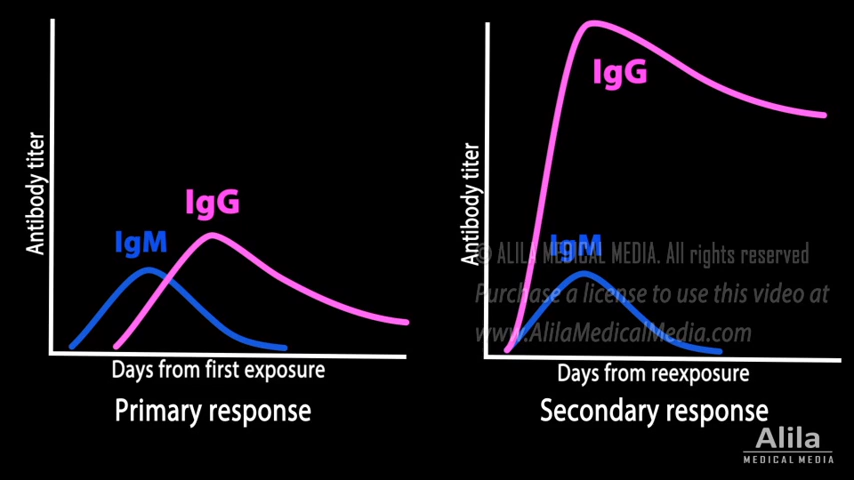 Antibody titer
IgM
IgG
Days from first exposure
Primary response
Antibody titer
IgG
IgM
© ALILA MEDICAL MEDIA. All rights reserved
Purchase a license to use this video at
www.AlilaMedicalMedia.com
Days from reexposure
Secondary response
Alila
MEDICAL MEDIA